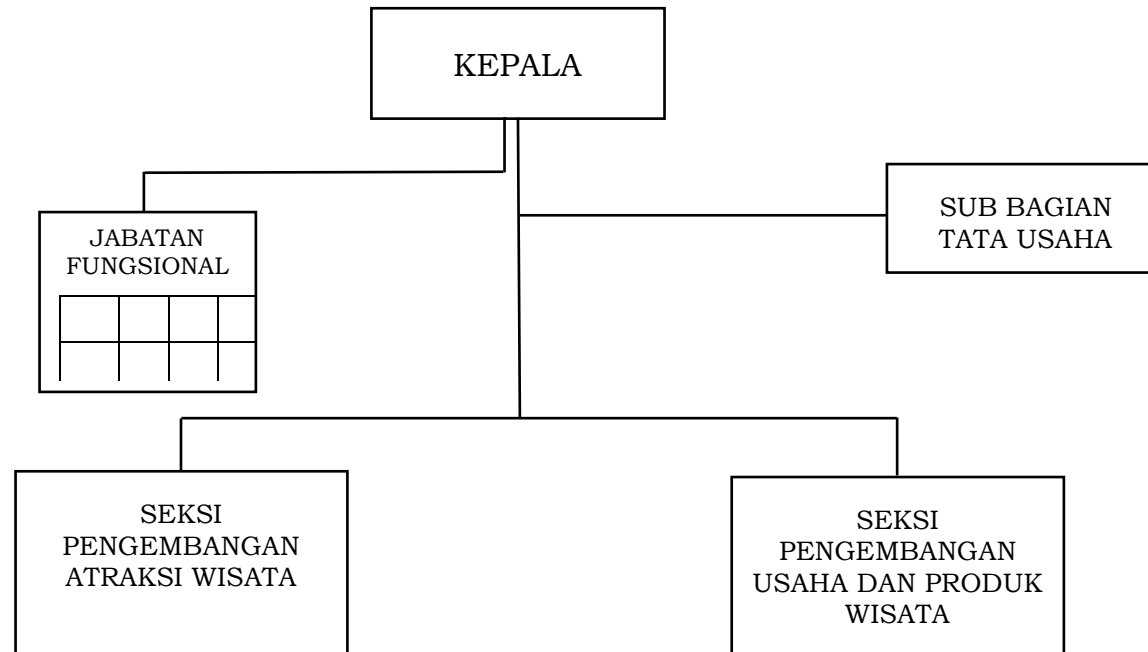 KEPALA
SUB BAGIAN
TATA USAHA
JABATAN
FUNGSIONAL
SEKSI
PENGEMBANGAN
ATRAKSI WISATA
SEKSI
PENGEMBANGAN
USAHA DAN PRODUK
WISATA